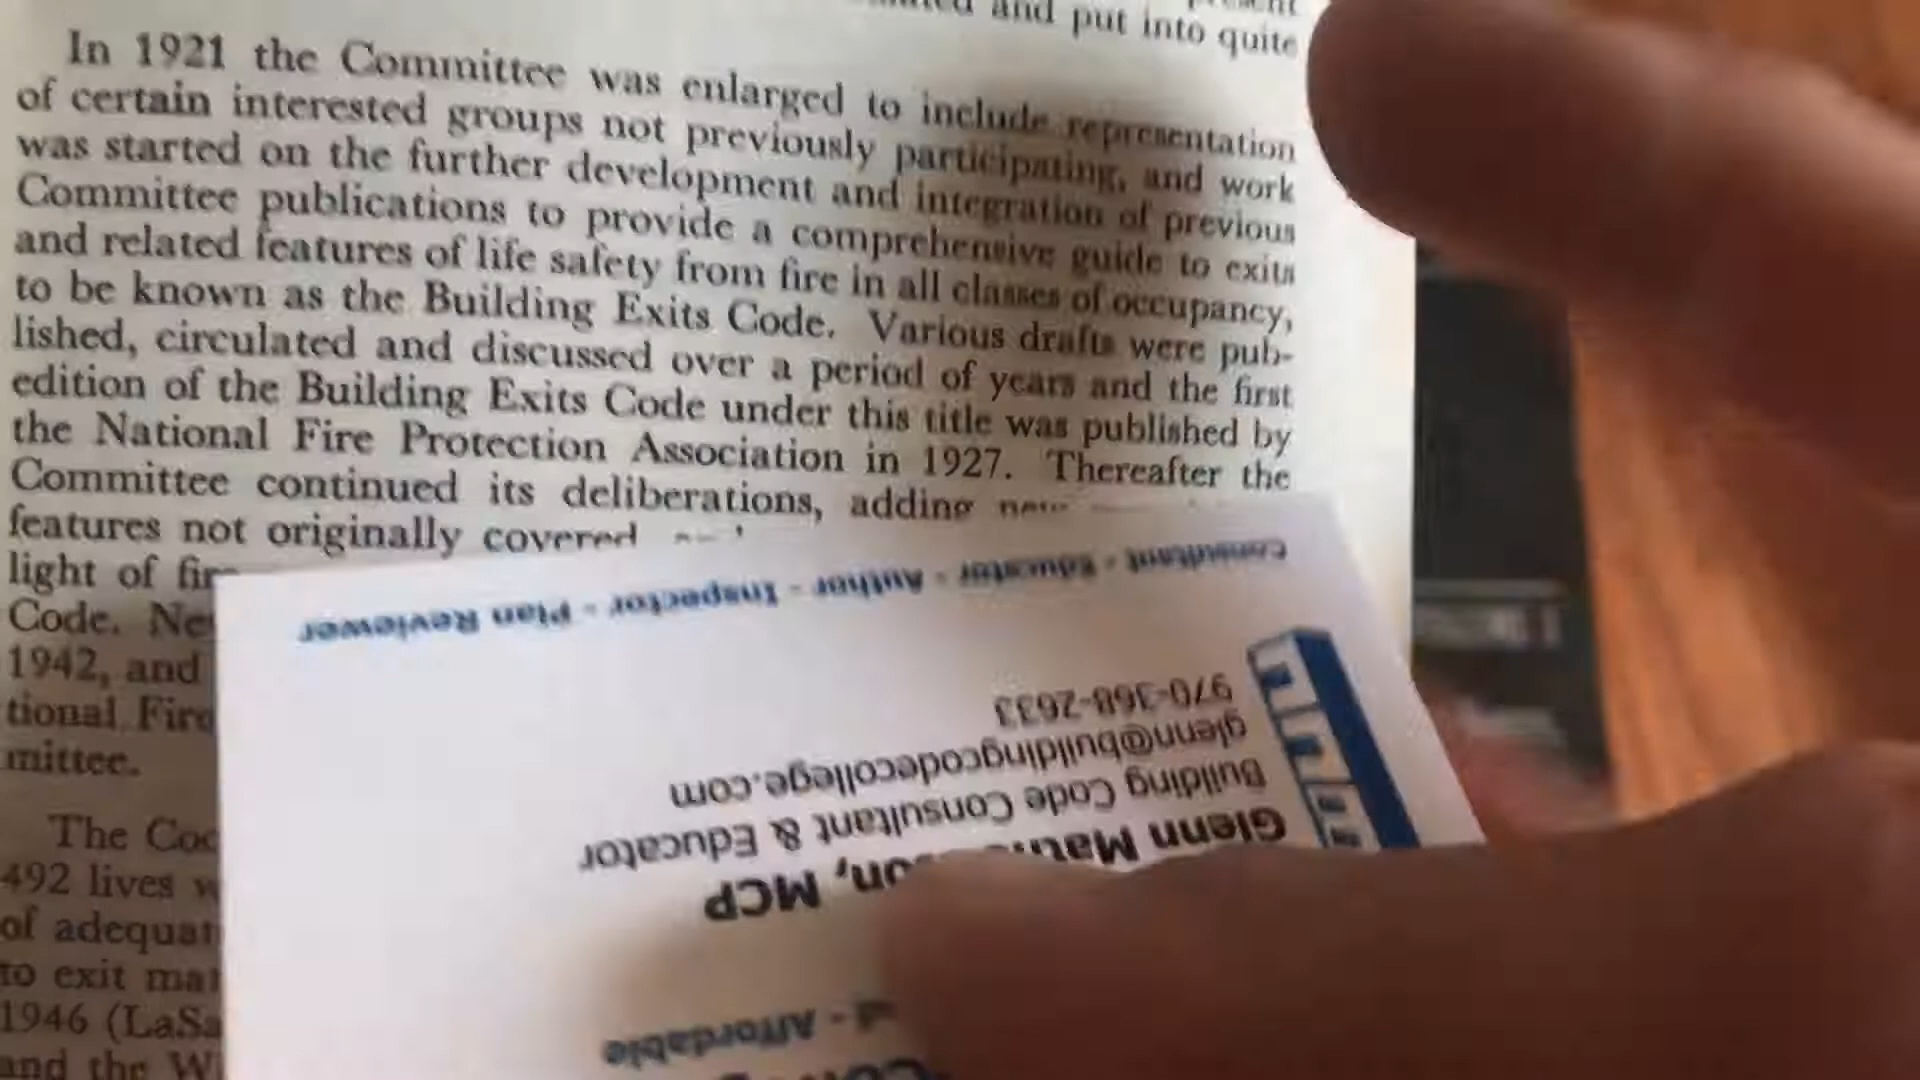 and put into quite
In 1921 the Committee was enlarged to include representation
of certain interested groups not previously participating, and work
was started on the further development and integration of previous
Committee publications to provide a comprehensive guide to exits
and related features of life safety from fire in all classes of occupancy,
to be known as the Building Exits Code. Various drafts were pub-
lished, circulated and discussed over a period of years and the first
edition of the Building Exits Code under this title was published by
the National Fire Protection Association in 1927. Thereafter the
Committee continued its deliberations, adding new
features not originally covered
light of
Code.
1942, and
tional Fire
mittee.
The
492 lives
of
to exit
1946
and the
Affordable
Glenn MCP
Building Code Consultant & Educator
glenn@buildingcodecollege.com
970-368-2633
Consultant - Educator - Author - Inspector - Plan Reviewer